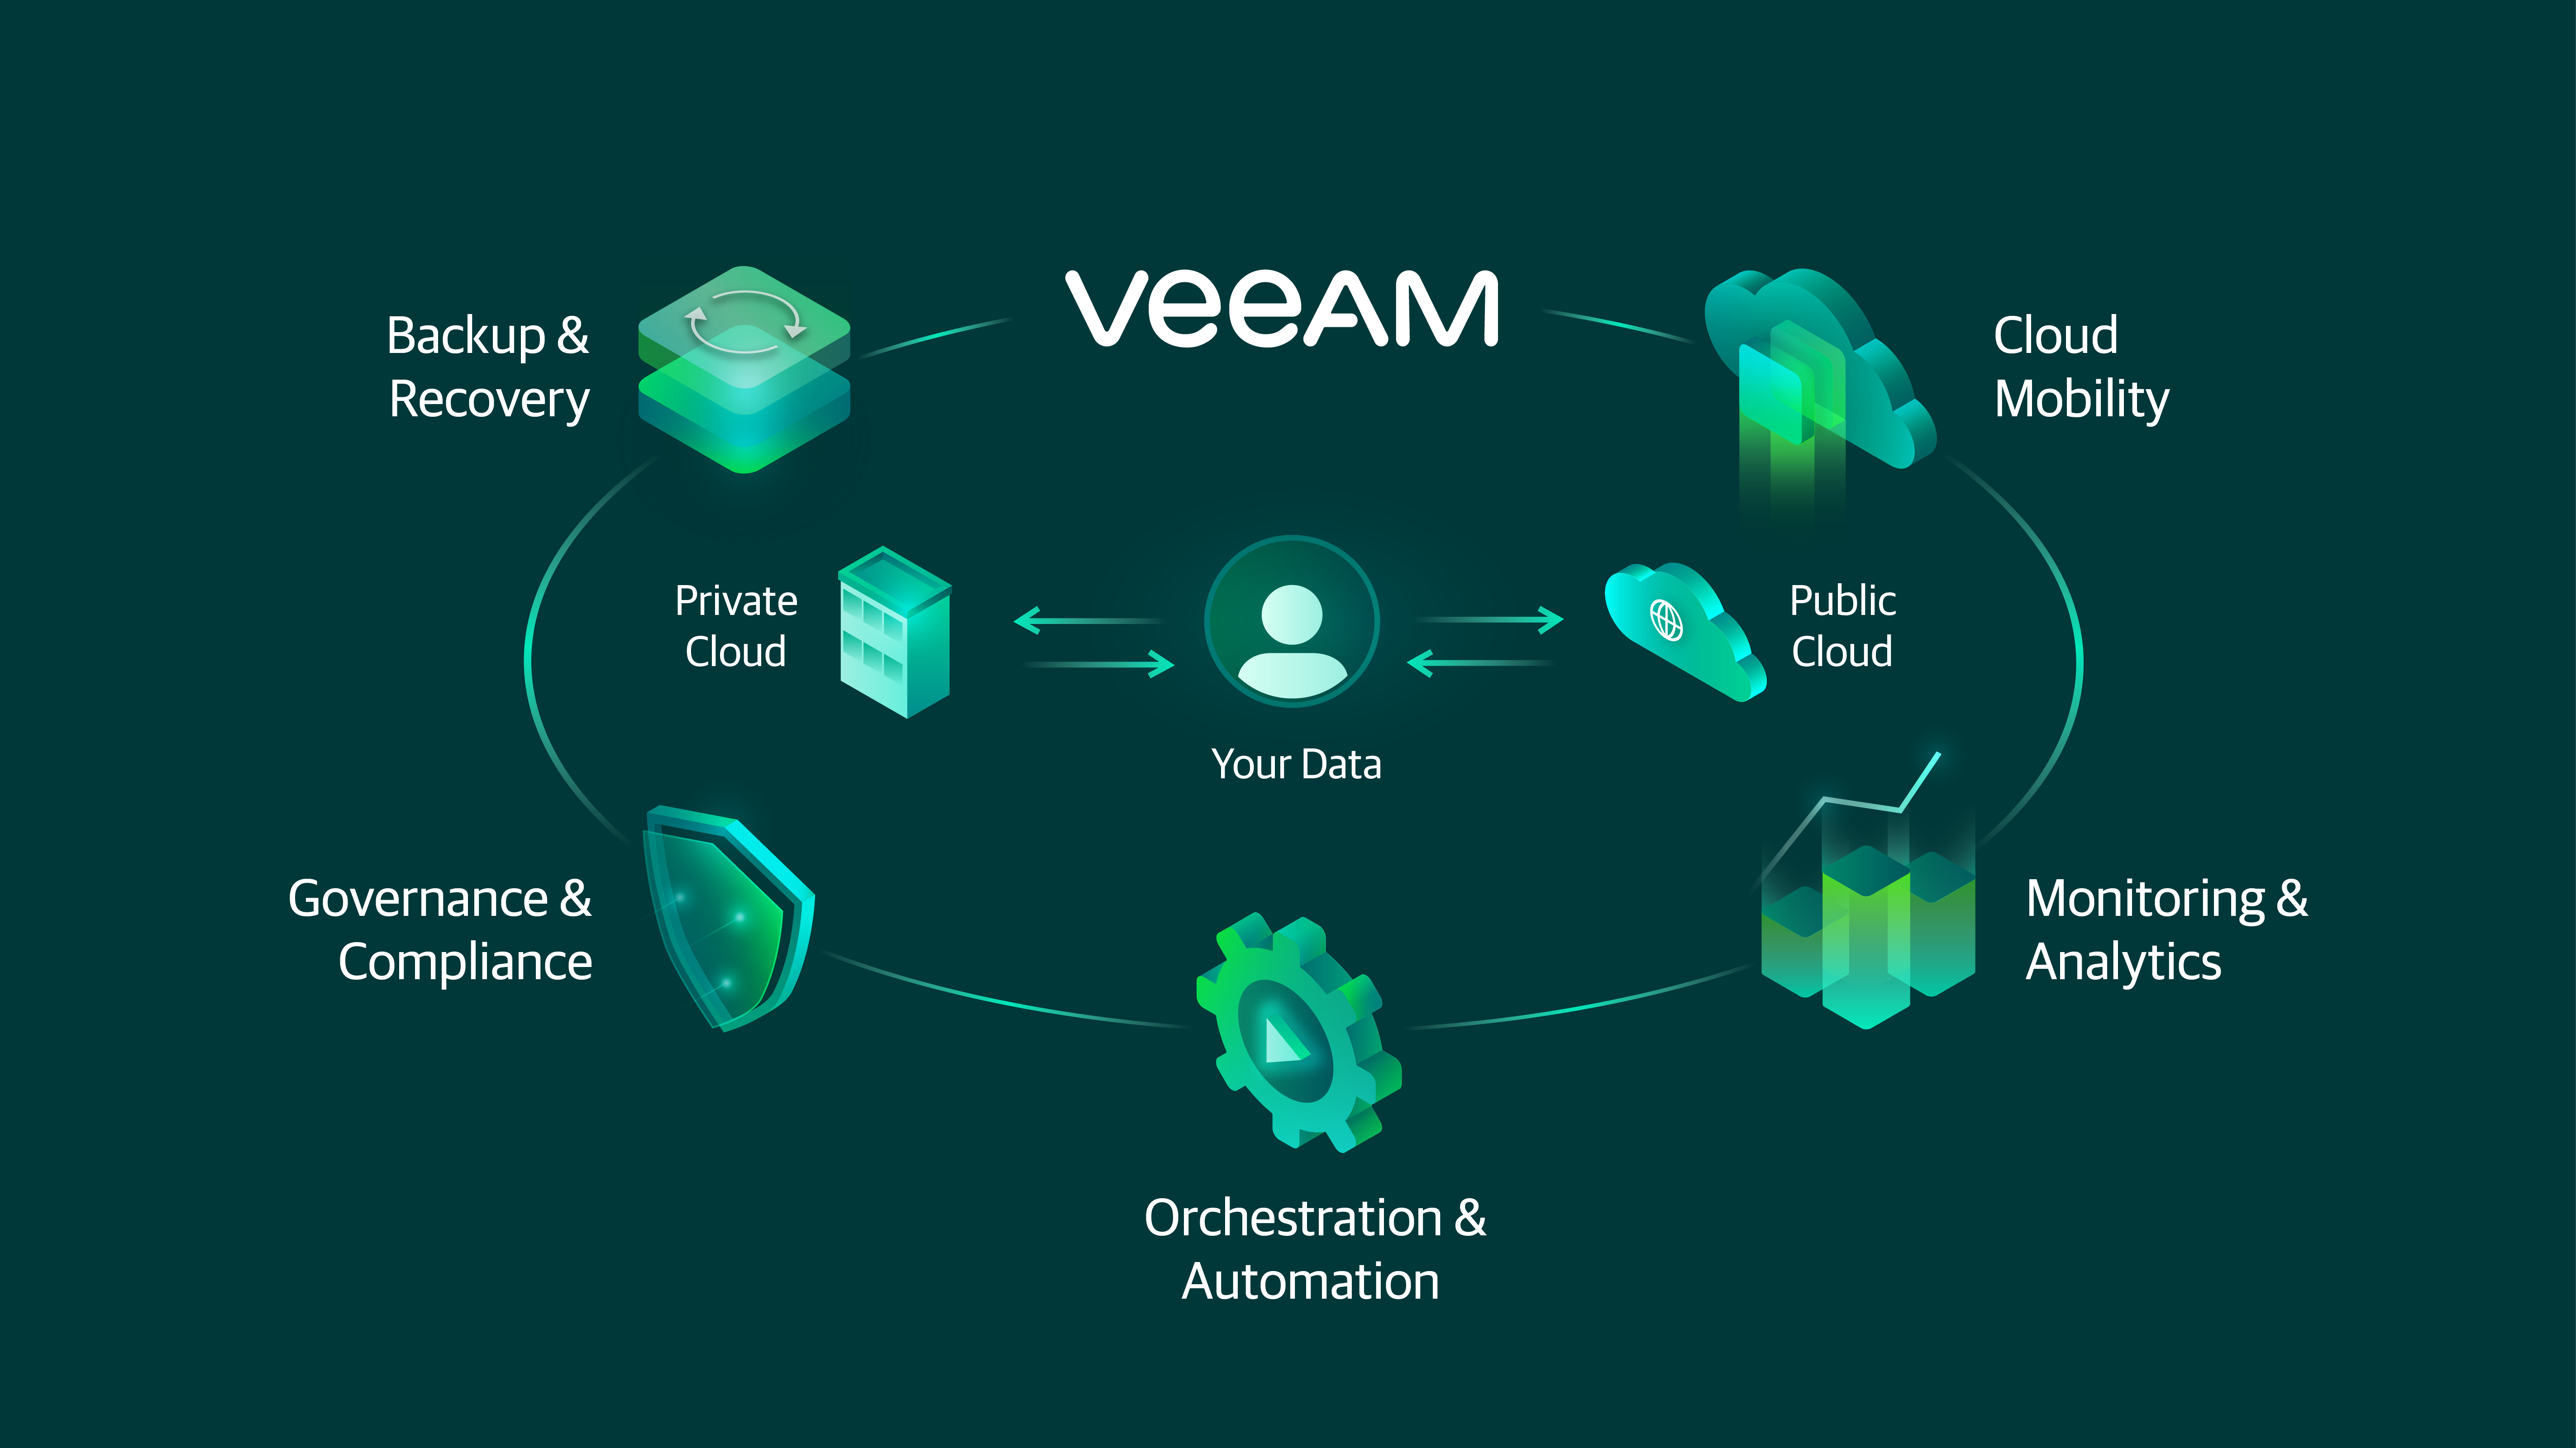 veeAM
Backup &
Recovery
Cloud
Mobility
Private
Cloud
Your Data
Public
Cloud
Governance &
Compliance
Monitoring &
Analytics
Orchestration &
Automation